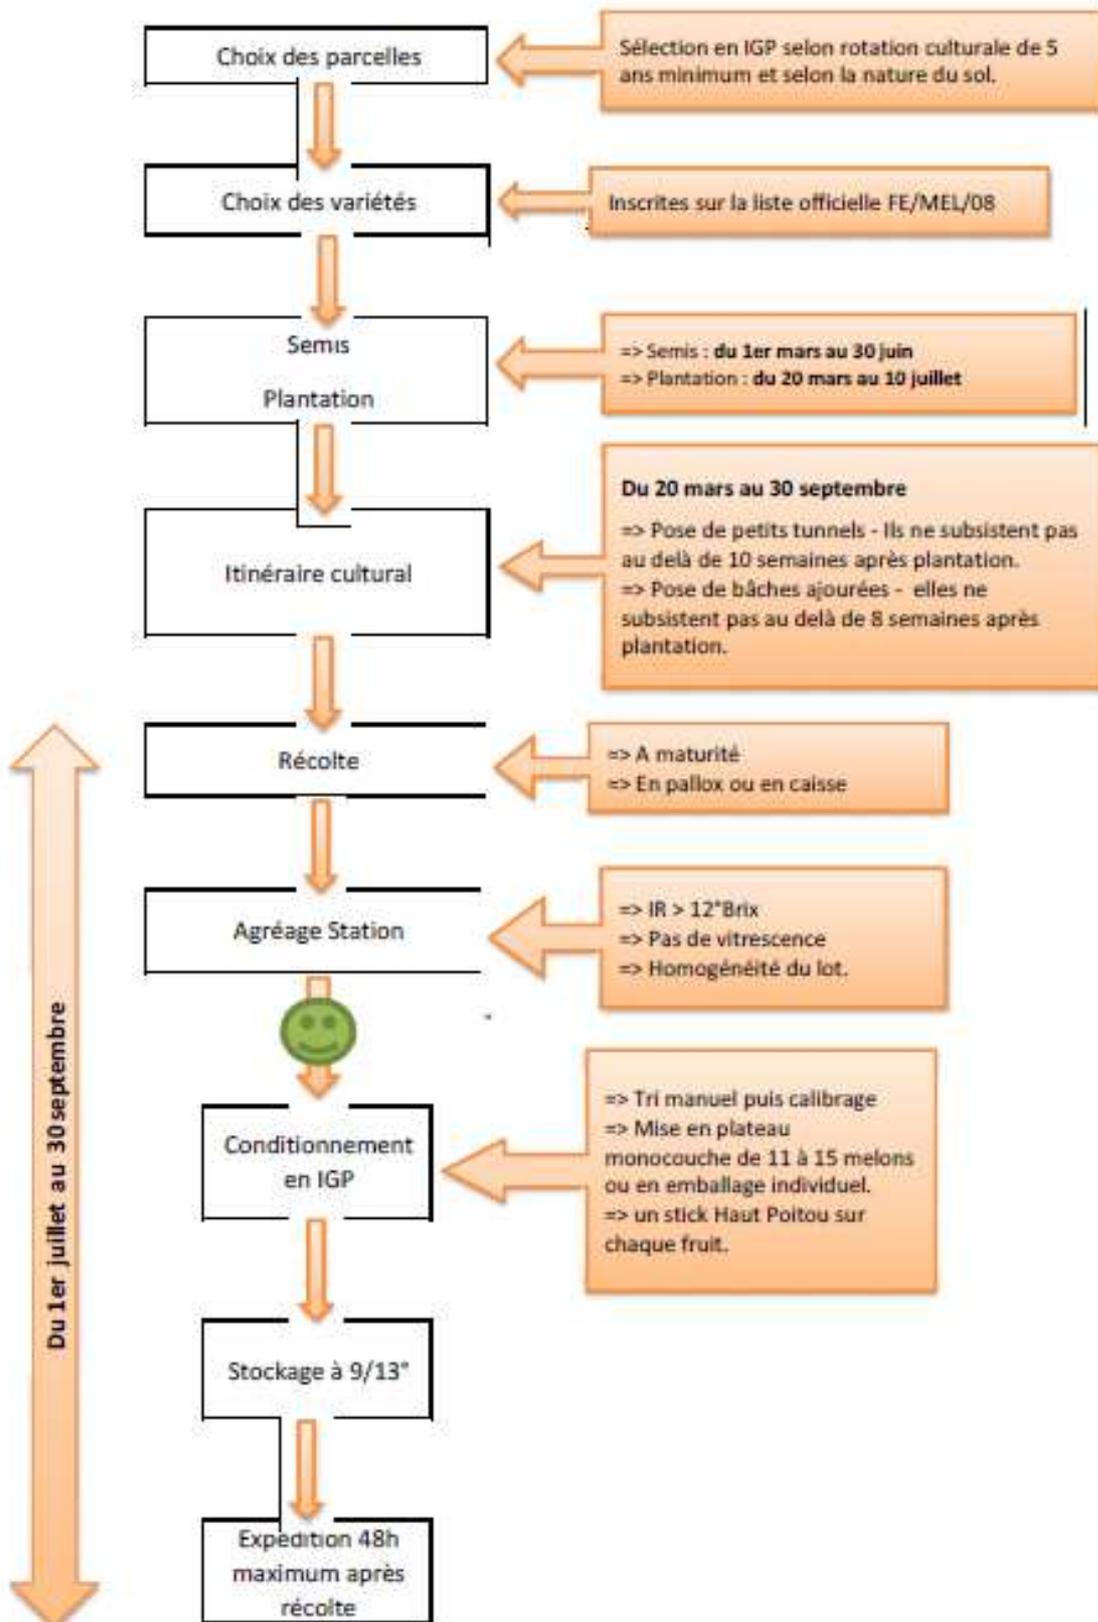 Choix des parcelles
Sélection en IGP selon rotation culturale de 5
ans minimum et selon la nature du sol.
Choix des variétés
Inscrites sur la liste officielle FE/MEL/08
Semis
Plantation
=> Semis : du 1er mars au 30 juin
=> Plantation : du 20 mars au 10 juillet
Itinéraire cultural
Du 20 mars au 30 septembre
=> Pose de petits tunnels - Ils ne subsistent pas
au delà de 10 semaines après plantation.
=> Pose de bâches ajourées - elles ne
subsistent pas au delà de 8 semaines après
plantation.
Récolte
=> A maturité
=> En pallox ou en caisse
Agréage Station
=> IR > 12°Brix
=> Pas de vitrescence
=> Homogénéité du lot.
Conditionnement
en IGP
=> Tri manuel puis calibrage
=> Mise en plateau
monocouche de 11 à 15 melons
ou en emballage individuel.
=> un stick Haut Poitou sur
chaque fruit.
Stockage à 9/13°
Expédition 48h
maximum après
récolte
Du 1er juillet au 30 septembre